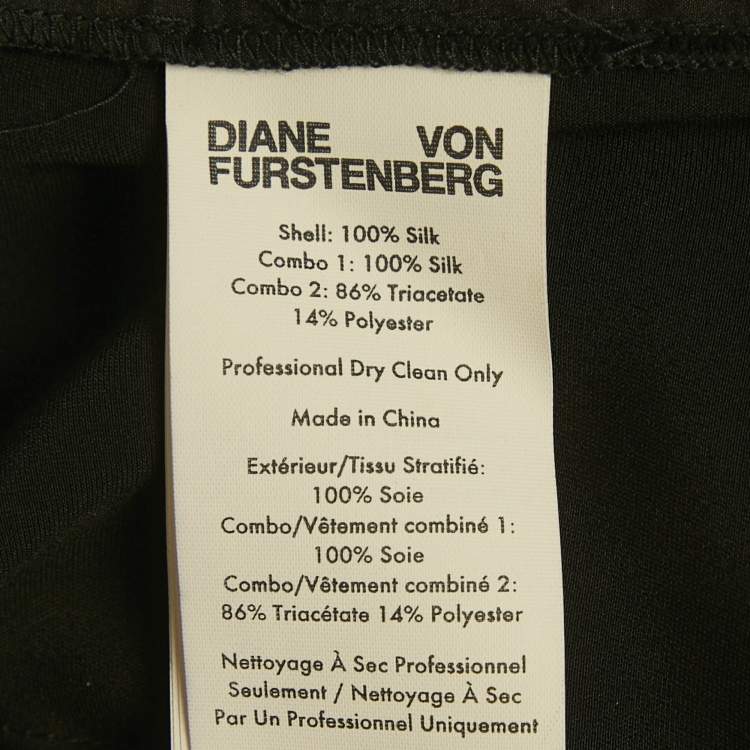 DIANE VON
FURSTENBERG
Shell: 100% Silk
Combo 1: 100% Silk
Combo 2: 86% Triacetate
14% Polyester
Professional Dry Clean Only
Made in China
Extérieur/Tissu Stratifié:
100% Soie
Combo/Vêtement combiné 1:
100% Soie
Combo/Vêtement combiné 2:
86% Triacétate 14% Polyester
Nettoyage À Sec Professionnel
Seulement / Nettoyage À Sec
Par Un Professionnel Uniquement